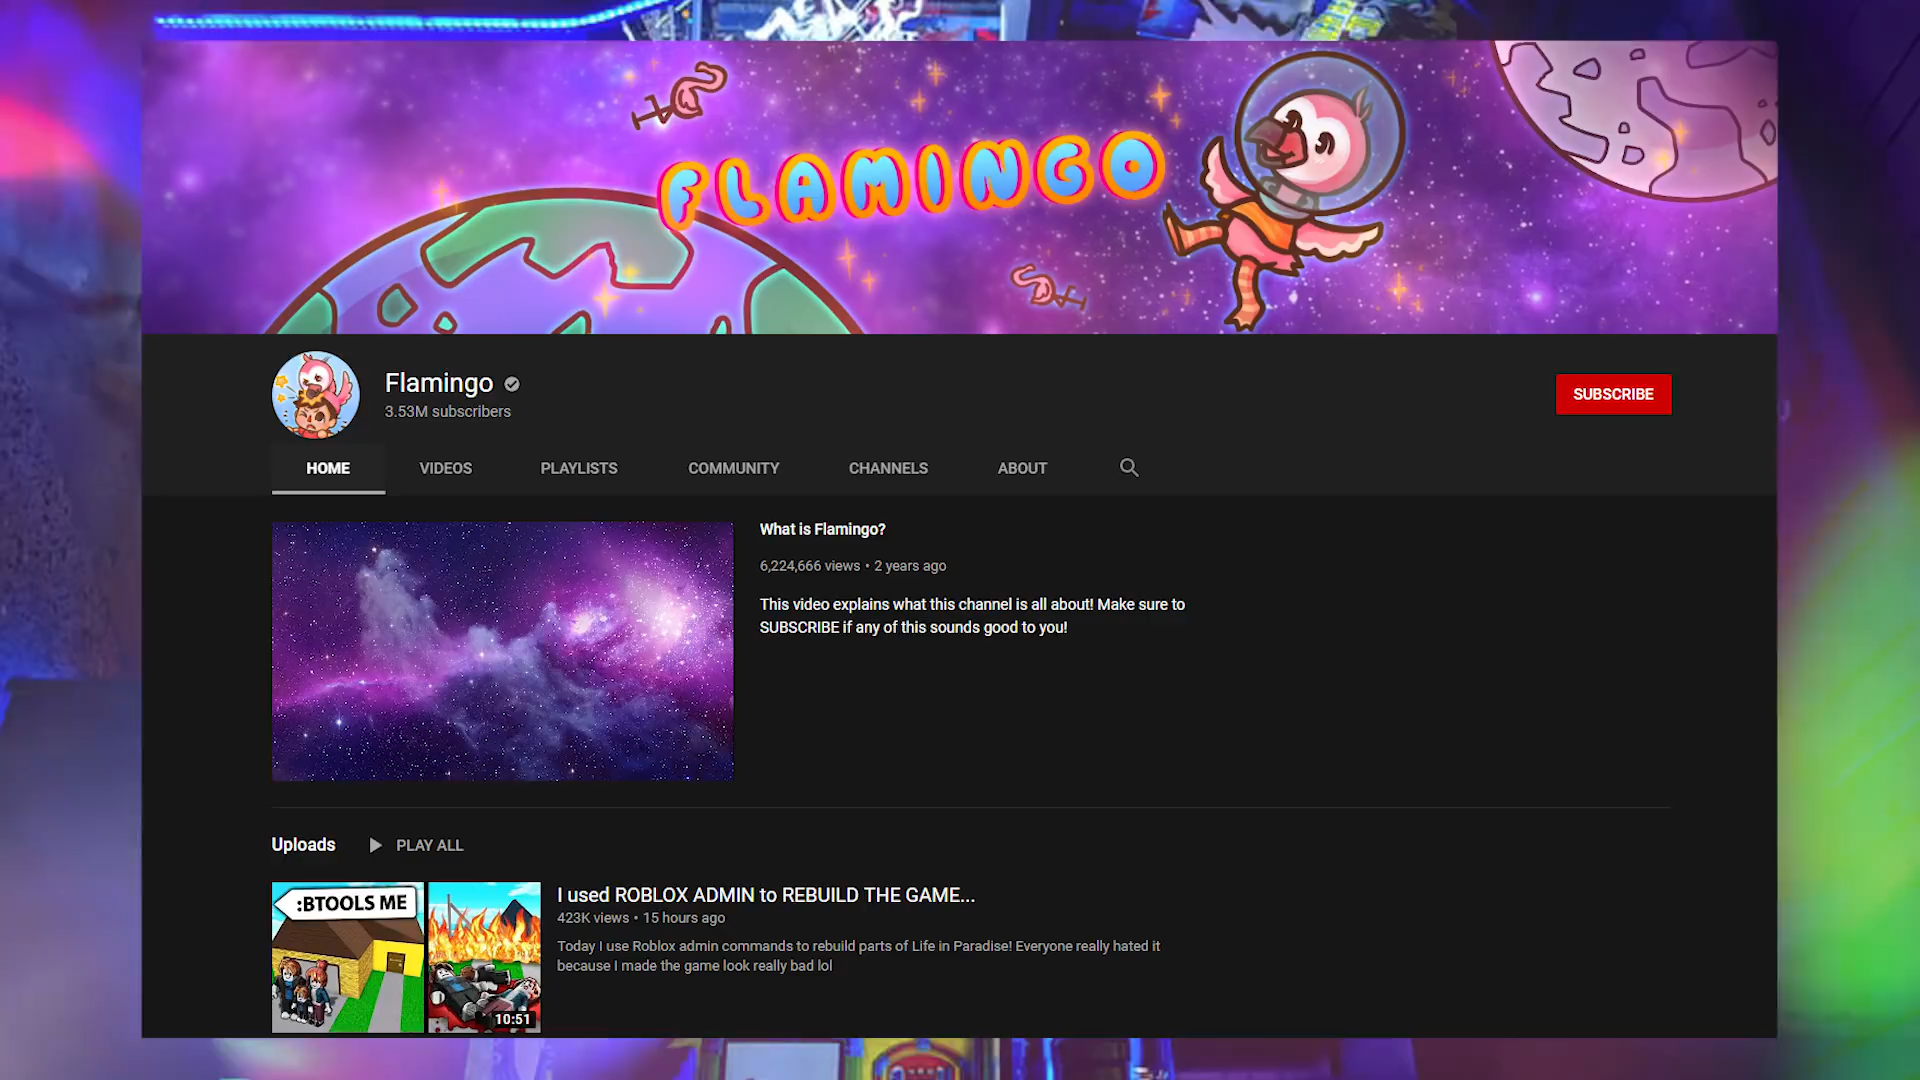 FLAMINGO
Flamingo
3.53M subscribers
SUBSCRIBE
HOME VIDEOS PLAYLISTS COMMUNITY CHANNELS ABOUT
What is Flamingo?
6,224,666 views • 2 years ago
This video explains what this channel is all about! Make sure to
SUBSCRIBE if any of this sounds good to you!
Uploads PLAY ALL
:BTOOLS ME
10:51
I used ROBLOX ADMIN to REBUILD THE GAME...
423K views • 15 hours ago
Today I use Roblox admin commands to rebuild parts of Life in Paradise! Everyone really hated it
because I made the game look really bad lol